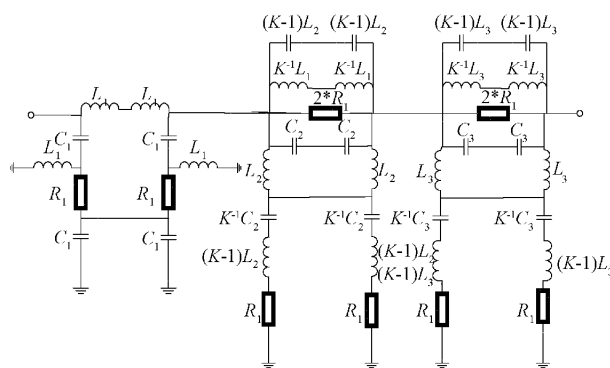 (K-1)L₂ (K-1)L₂ (K-1)L₃ (K-1)L₃
K⁻¹L₁ K⁻¹L₁ K⁻¹L₃ K⁻¹L₃
L₁ L₁ 2*R₁ 2*R₁
C₁ C₁ C₂ C₂ C₃ C₃
L₁ L₁ L₂ L₂ L₃ L₃
R₁ R₁
K⁻¹C₂ K⁻¹C₂ K⁻¹C₃ K⁻¹C₃
C₁ C₁
(K-1)L₂ (K-1)L₂ (K-1)L₃
(K-1)L₃
R₁ R₁ R₁ R₁